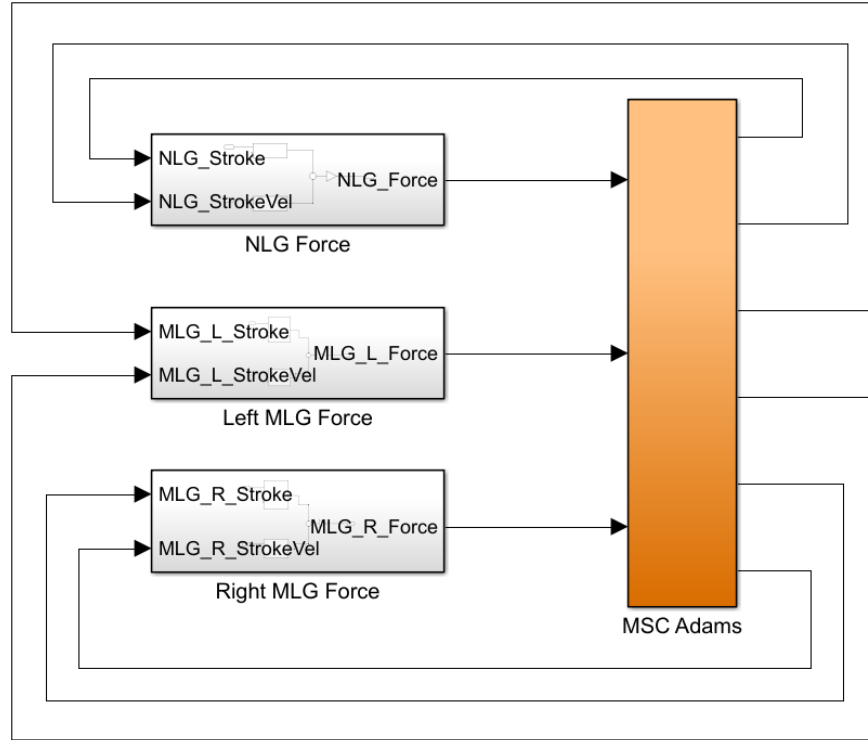 NLG_Stroke
NLG_StrokeVel
NLG_Force
NLG Force
MLG_L_Stroke
MLG_L_StrokeVel
MLG_L_Force
Left MLG Force
MLG_R_Stroke
MLG_R_StrokeVel
MLG_R_Force
Right MLG Force
MSC Adams